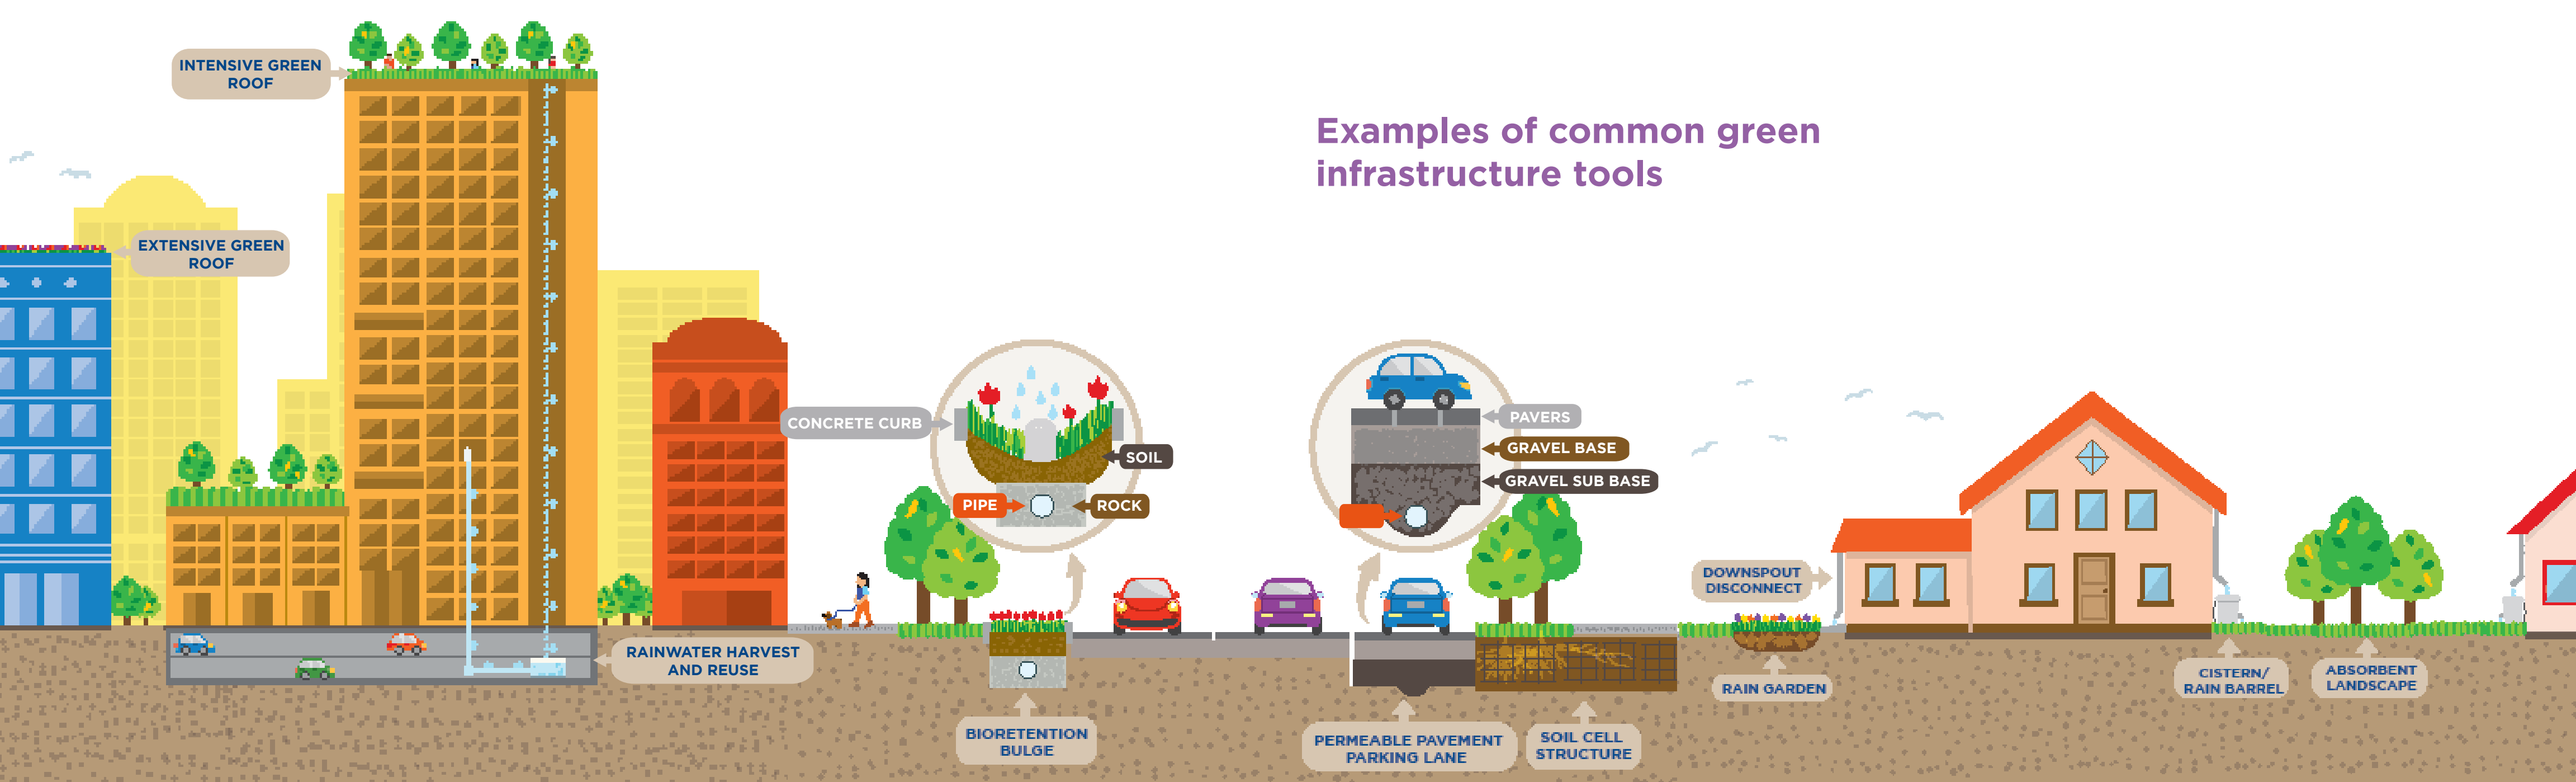 Examples of common green
infrastructure tools
INTENSIVE GREEN
ROOF
EXTENSIVE GREEN
ROOF
RAINWATER HARVEST
AND REUSE
CONCRETE CURB
SOIL
PIPE
ROCK
BIORETENTION
BULGE
PAVERS
GRAVEL BASE
GRAVEL SUB BASE
PERMEABLE PAVEMENT
PARKING LANE
SOIL CELL
STRUCTURE
DOWNSPOUT
DISCONNECT
RAIN GARDEN
CISTERN/
RAIN BARREL
ABSORBENT
LANDSCAPE